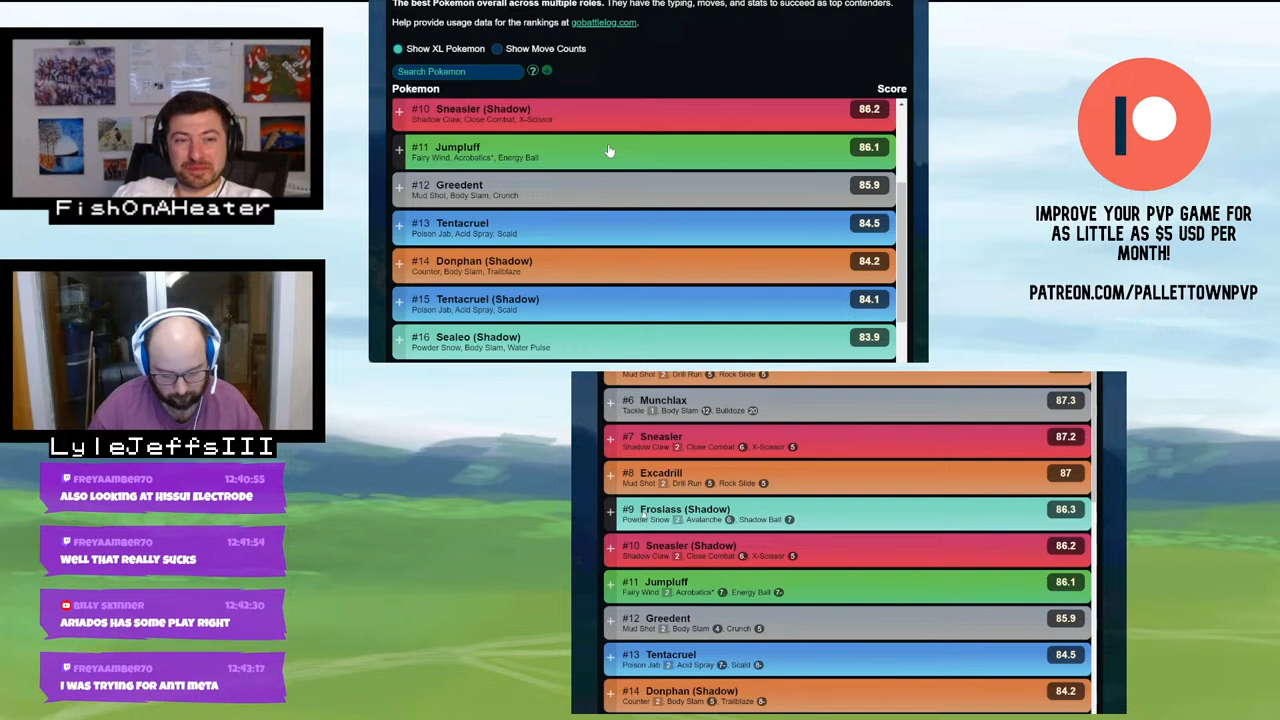 The best Pokemon overall across multiple roles. They have the typing, moves, and stats to succeed as top contenders.
Help provide usage data for the rankings at gobattlelog.com.
Show XL Pokemon Show Move Counts
Search Pokemon ?
Pokemon Score
#10 Sneasler (Shadow) 86.2
Shadow Claw, Close Combat, X-Scissor
#11 Jumpluff 86.1
Fairy Wind, Acrobatics*, Energy Ball
#12 Greedent 85.9
Mud Shot, Body Slam, Crunch
#13 Tentacruel 84.5
Poison Jab, Acid Spray, Scald
#14 Donphan (Shadow) 84.2
Counter, Body Slam, Trailblaze
#15 Tentacruel (Shadow) 84.1
Poison Jab, Acid Spray, Scald
#16 Sealeo (Shadow) 83.9
Powder Snow, Body Slam, Water Pulse
FishOnAHeater
LyleJeffsIII
FreyaAmber70 12:40:55
Also looking at Hissui Electrode
FreyaAmber70 12:41:54
Well that really sucks
Billy Skinner 12:42:30
Ariados has some play right
FreyaAmber70 12:43:17
I was trying for anti meta
Mud Shot 2, Drill Run 5, Rock Slide 5
#6 Munchlax 87.3
Tackle 1, Body Slam 12, Bulldoze 20
#7 Sneasler 87.2
Shadow Claw 2, Close Combat 6, X-Scissor 5
#8 Excadrill 87
Mud Shot 2, Drill Run 5, Rock Slide 5
#9 Froslass (Shadow) 86.3
Powder Snow 2, Avalanche 6, Shadow Ball 7
#10 Sneasler (Shadow) 86.2
Shadow Claw 2, Close Combat 6, X-Scissor 5
#11 Jumpluff 86.1
Fairy Wind 2, Acrobatics* 7, Energy Ball 7-
#12 Greedent 85.9
Mud Shot 2, Body Slam 4, Crunch 5
#13 Tentacruel 84.5
Poison Jab 2, Acid Spray 7-, Scald 8-
#14 Donphan (Shadow) 84.2
Counter 2, Body Slam 5, Trailblaze 8-
IMPROVE YOUR PVP GAME FOR
AS LITTLE AS $5 USD PER
MONTH!
PATREON.COM/PALLETTOWNPVP